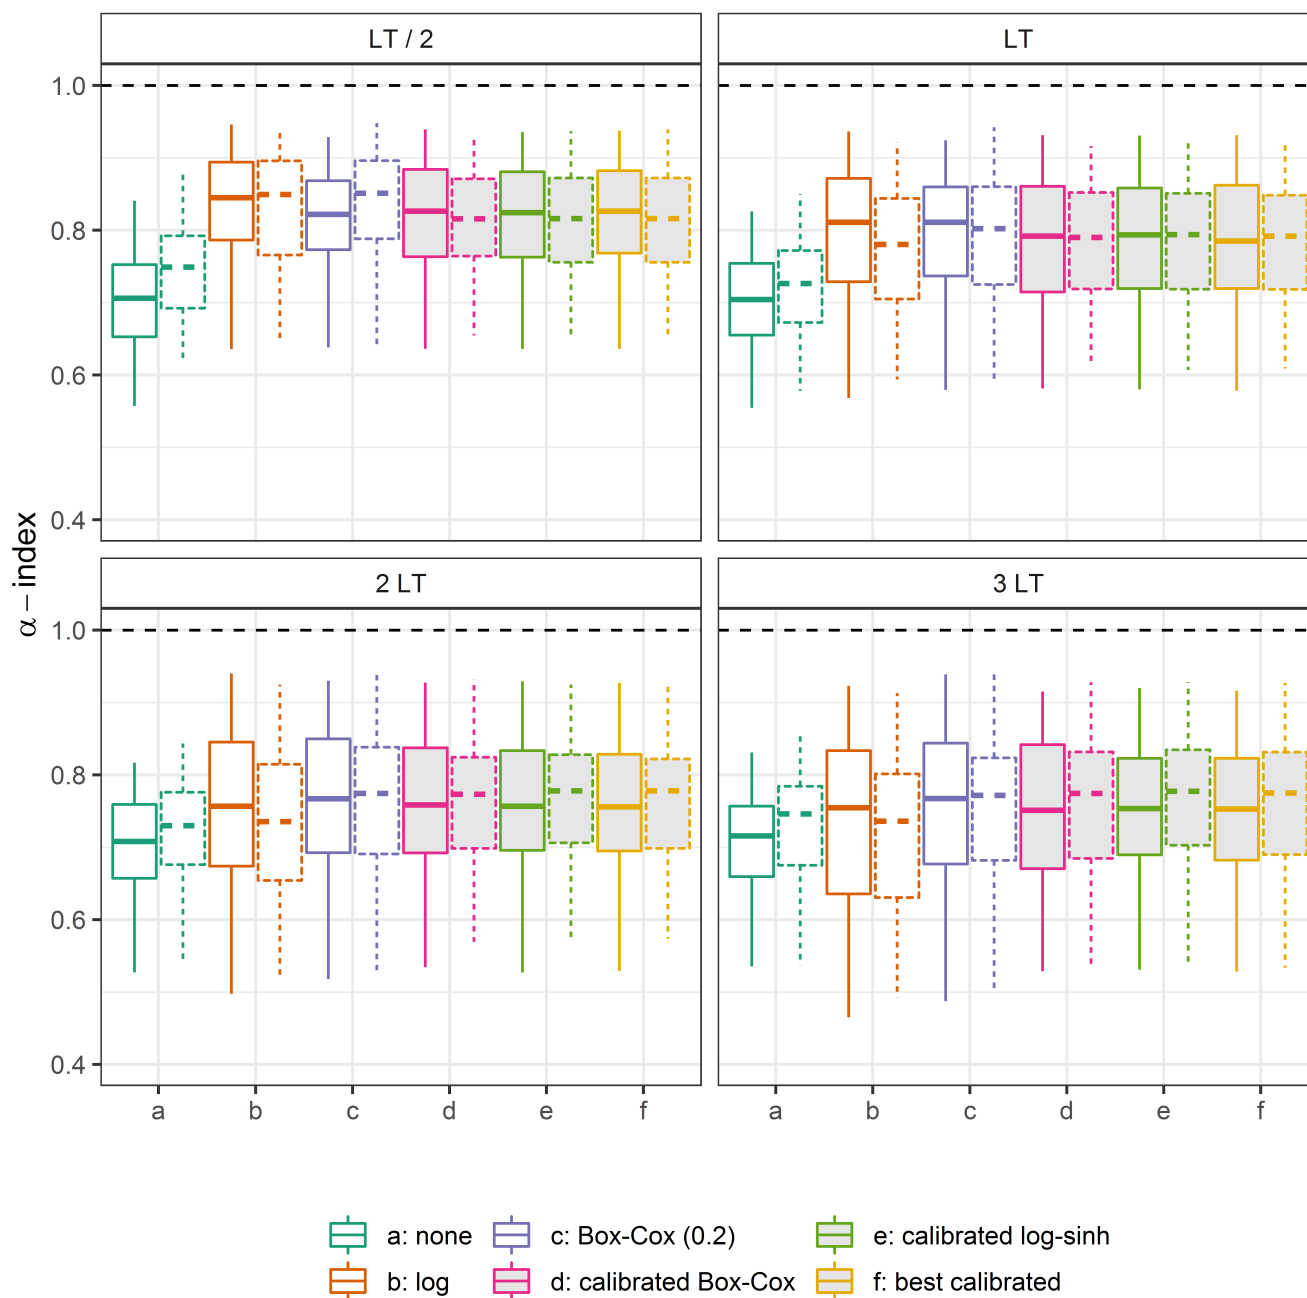 LT / 2
LT
1.0
0.8
0.6
0.4
α – index
2 LT
3 LT
1.0
0.8
0.6
0.4
a b c d e f
a b c d e f
a: none
c: Box-Cox (0.2)
e: calibrated log-sinh
b: log
d: calibrated Box-Cox
f: best calibrated